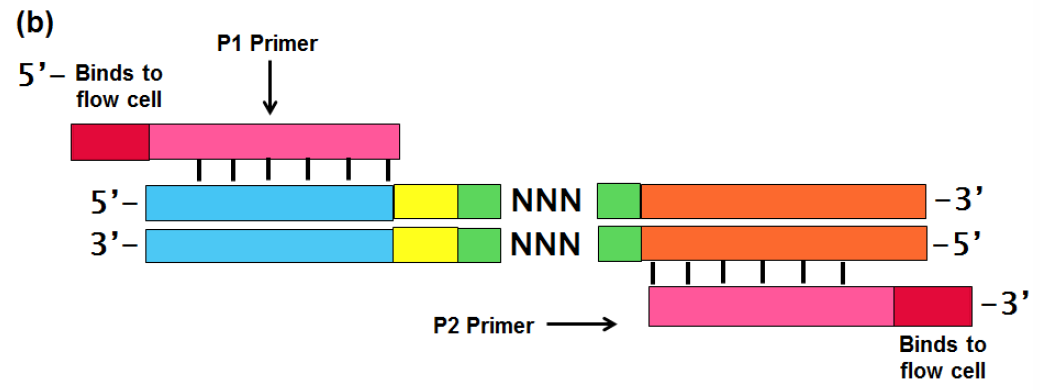 (b)
P1 Primer
5’– Binds to
flow cell
5’– NNN –3’
3’– NNN –5’
–3’
P2 Primer
Binds to
flow cell